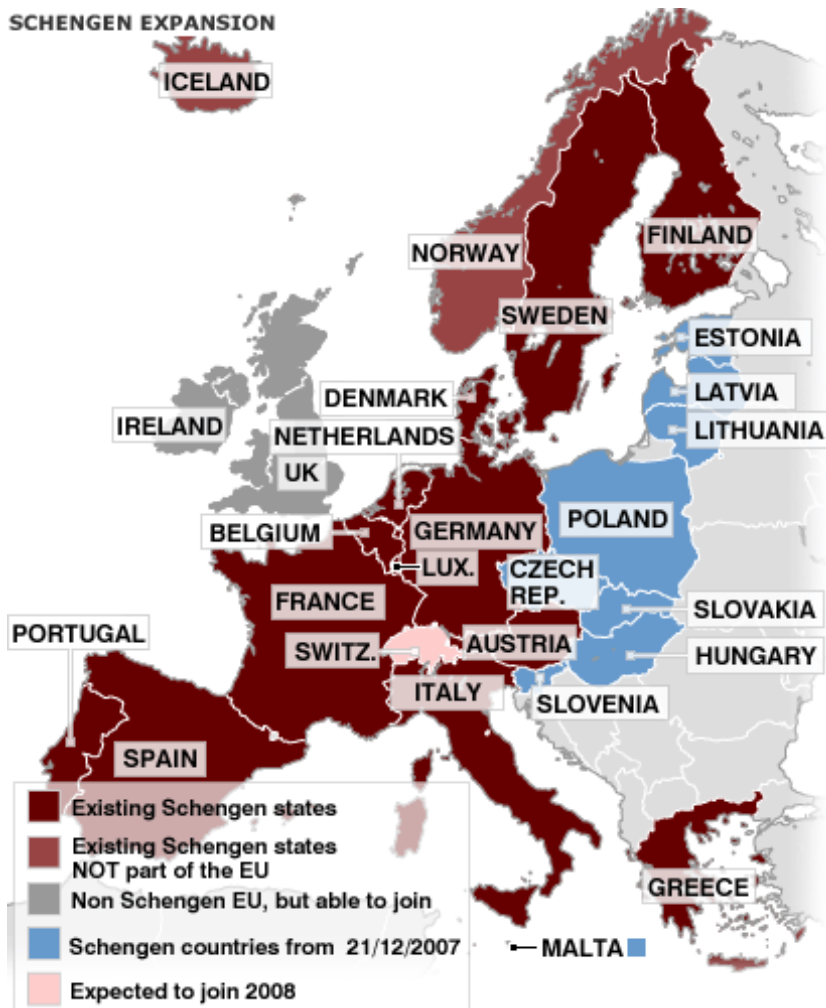 SCHENGEN EXPANSION
ICELAND
NORWAY
FINLAND
SWEDEN
ESTONIA
DENMARK
LATVIA
IRELAND
NETHERLANDS
LITHUANIA
UK
POLAND
BELGIUM
GERMANY
LUX.
CZECH
REP.
FRANCE
SLOVAKIA
PORTUGAL
SWITZ.
AUSTRIA
HUNGARY
ITALY
SLOVENIA
SPAIN
Existing Schengen states
Existing Schengen states
NOT part of the EU
GREECE
Non Schengen EU, but able to join
Schengen countries from 21/12/2007
MALTA
Expected to join 2008